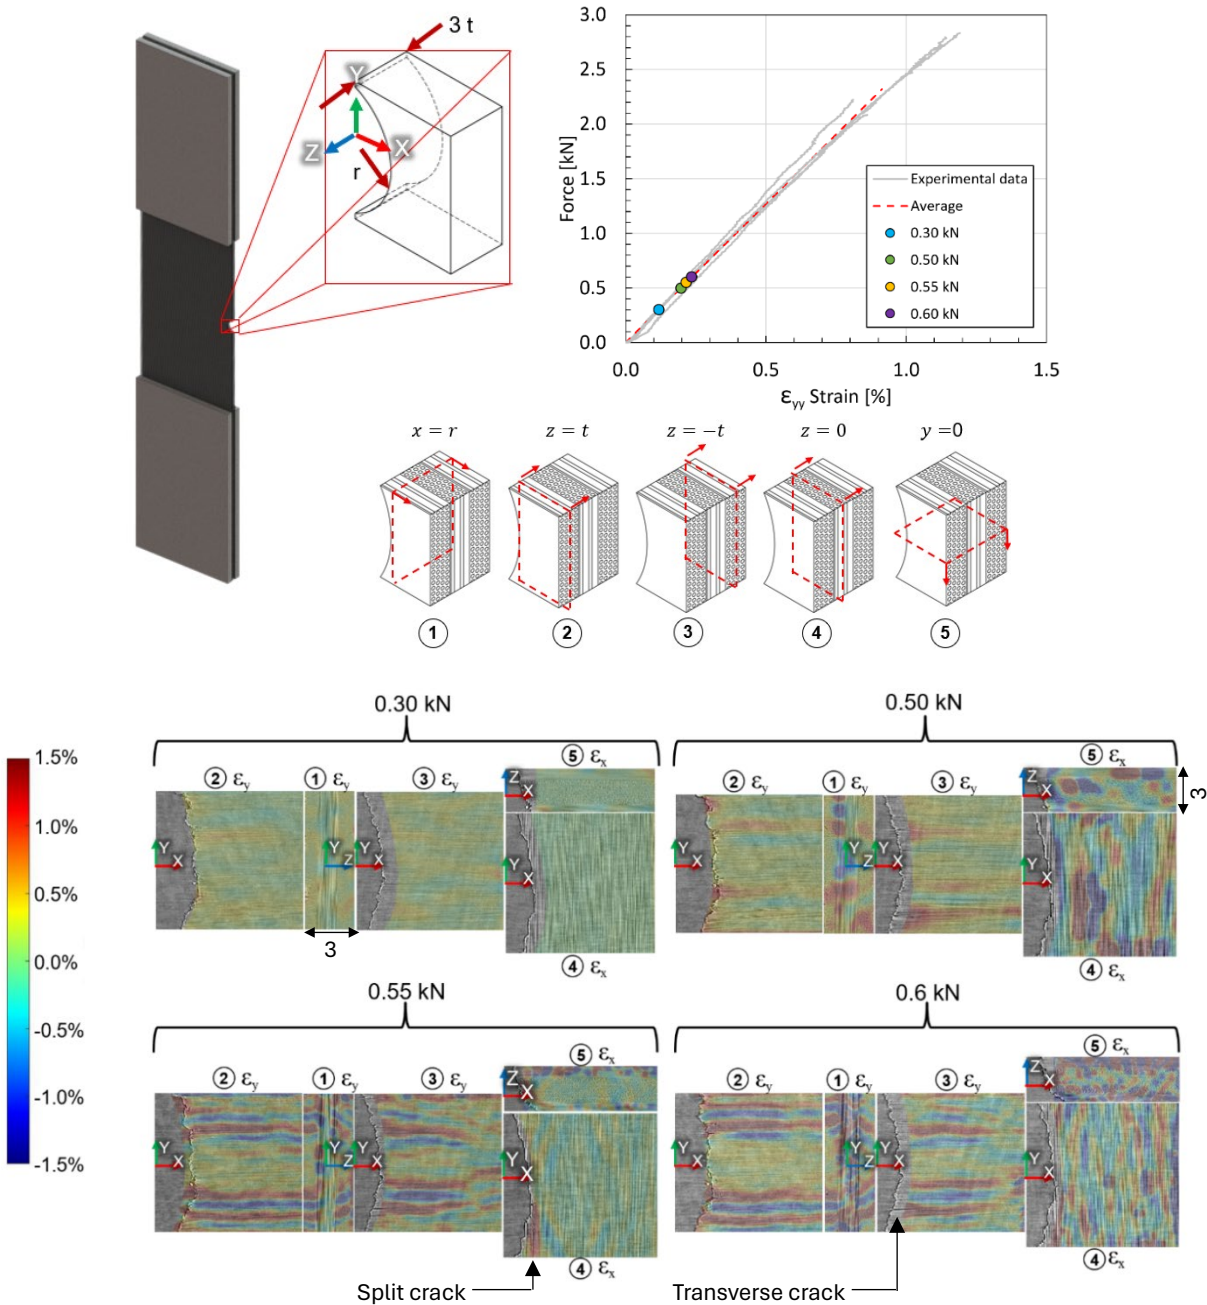 3 t
Y
Z
X
r
3.0
2.5
2.0
1.5
1.0
0.5
0.0
Force [kN]
Experimental data
Average
0.30 kN
0.50 kN
0.55 kN
0.60 kN
0.0 0.5 1.0 1.5
εyy Strain [%]
x = r z = t z = −t z = 0 y =0
1 2 3 4 5
0.30 kN
2 εy 1 εy 3 εy 5 εx
Y X Y Z Y X Z X Y X
3
4 εx
0.50 kN
2 εy 1 εy 3 εy 5 εx
Y X Y Z Y X Z X Y X
3
4 εx
1.5%
1.0%
0.5%
0.0%
-0.5%
-1.0%
-1.5%
0.55 kN
2 εy 1 εy 3 εy 5 εx
Y X Y Z Y X Z X Y X
4 εx
0.6 kN
2 εy 1 εy 3 εy 5 εx
Y X Y Z Y X Z X Y X
4 εx
Split crack
Transverse crack